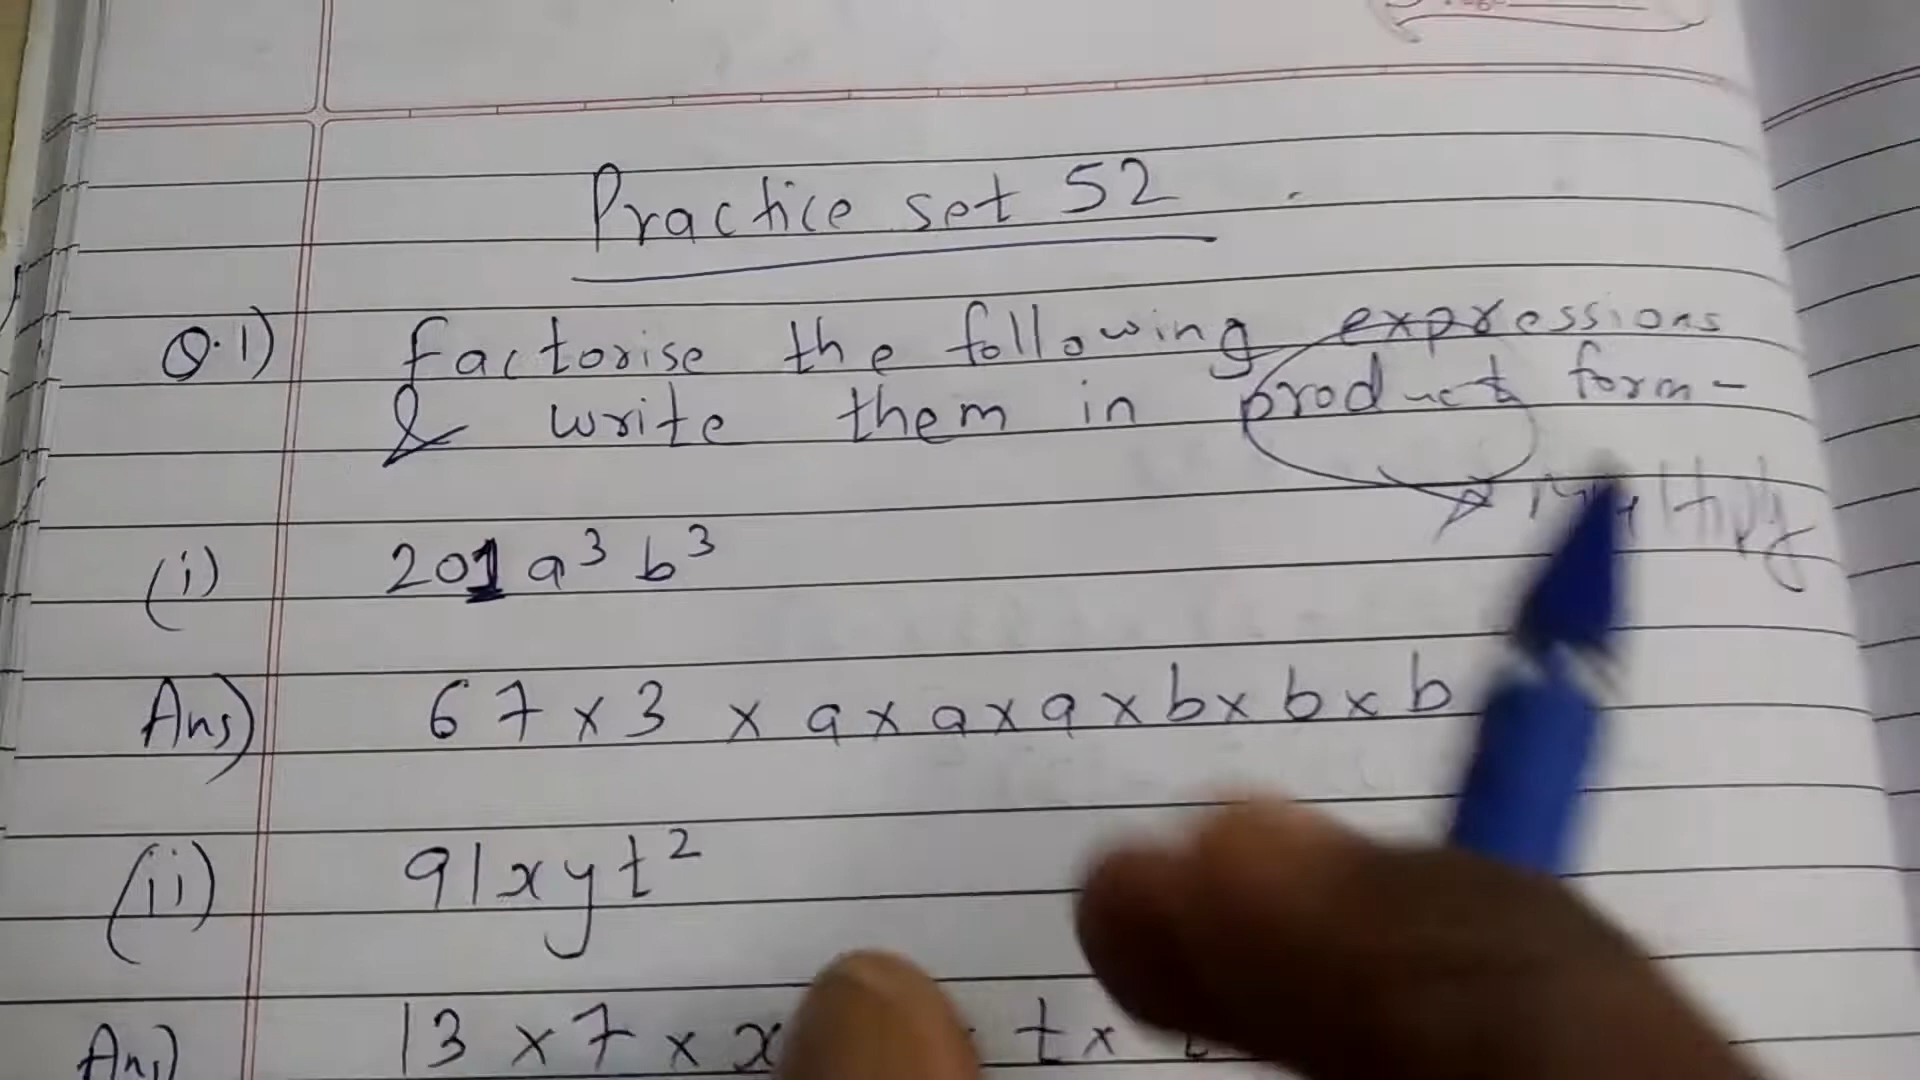 Practice set 52
Q.1) factorise the following expressions
& write them in product form-
multiply
(i) 201 a³ b³
Ans) 67 × 3 × a × a × a × b × b × b
(ii) 91xyt²
Ans) 13 × 7 × x t ×